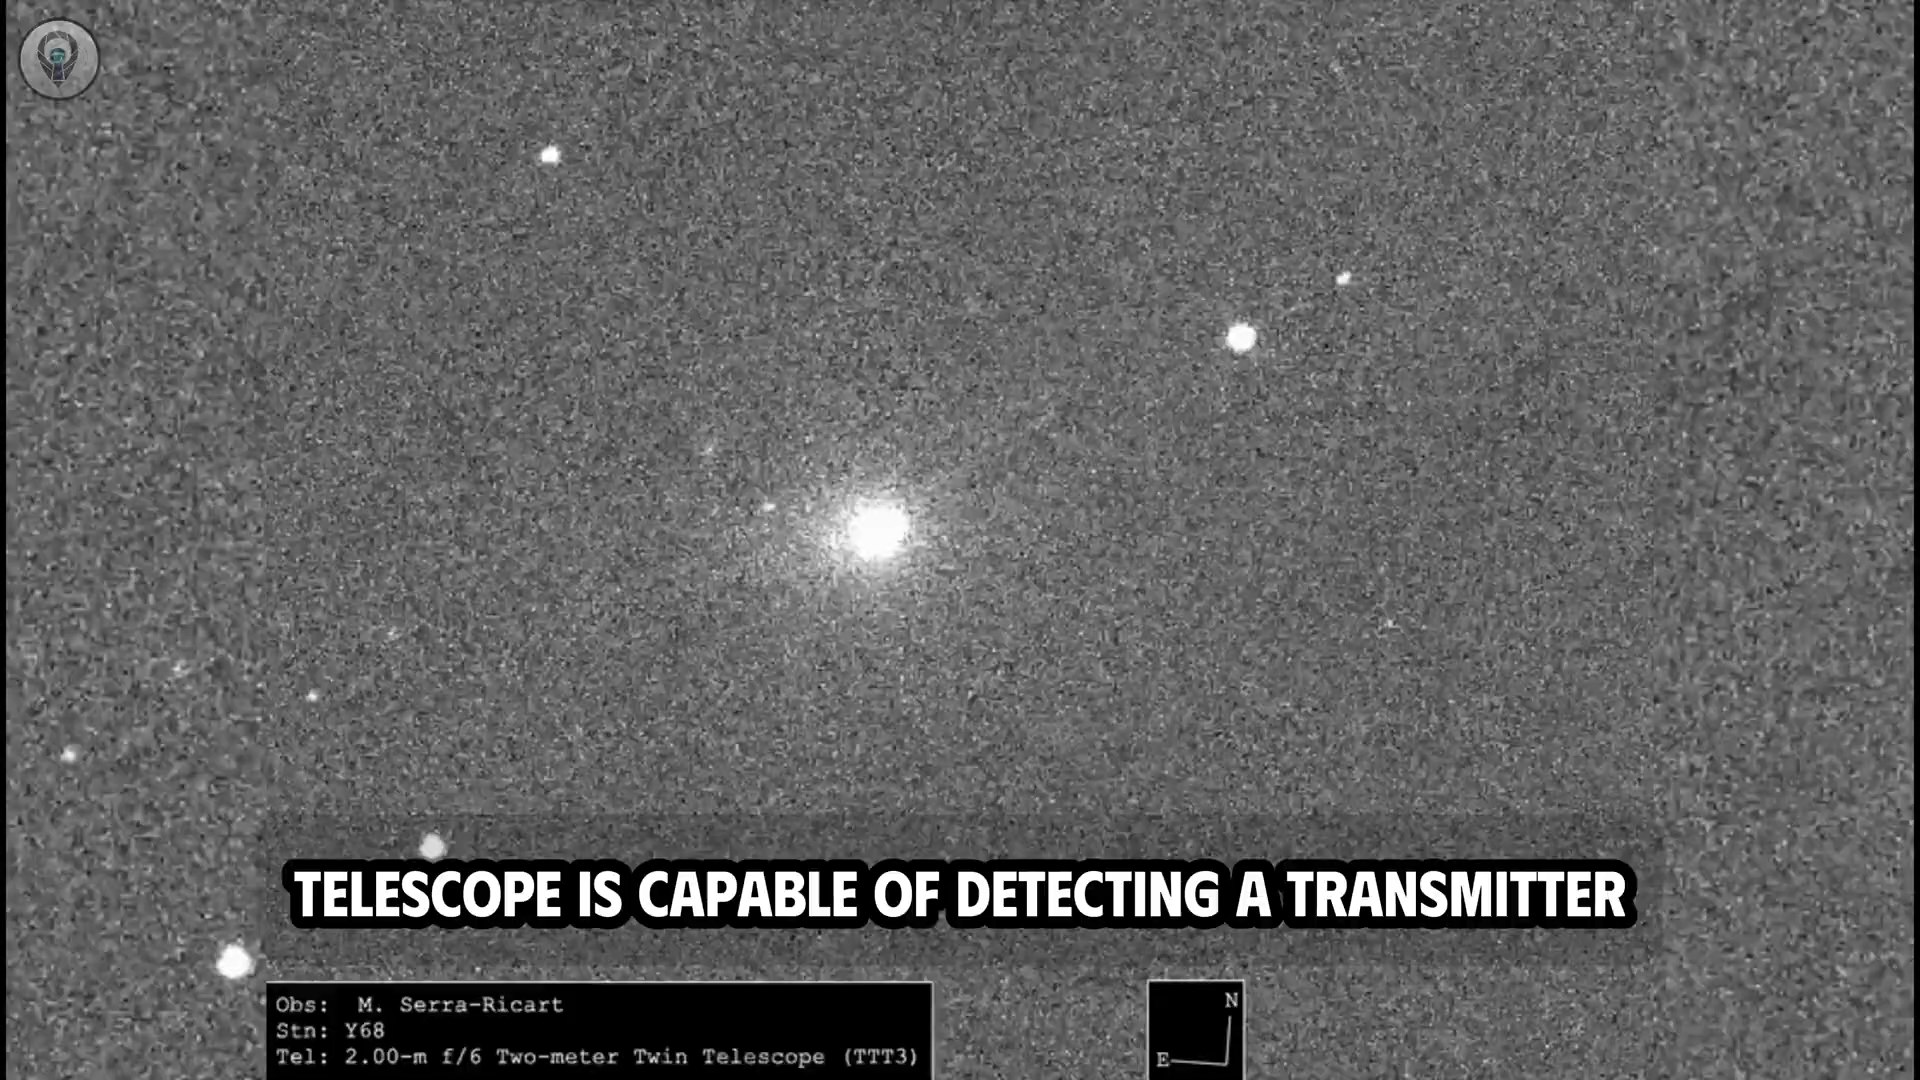 TELESCOPE IS CAPABLE OF DETECTING A TRANSMITTER
Obs: M. Serra-Ricart
Stn: Y68
Tel: 2.00-m f/6 Two-meter Twin Telescope (TTT3)
N
E